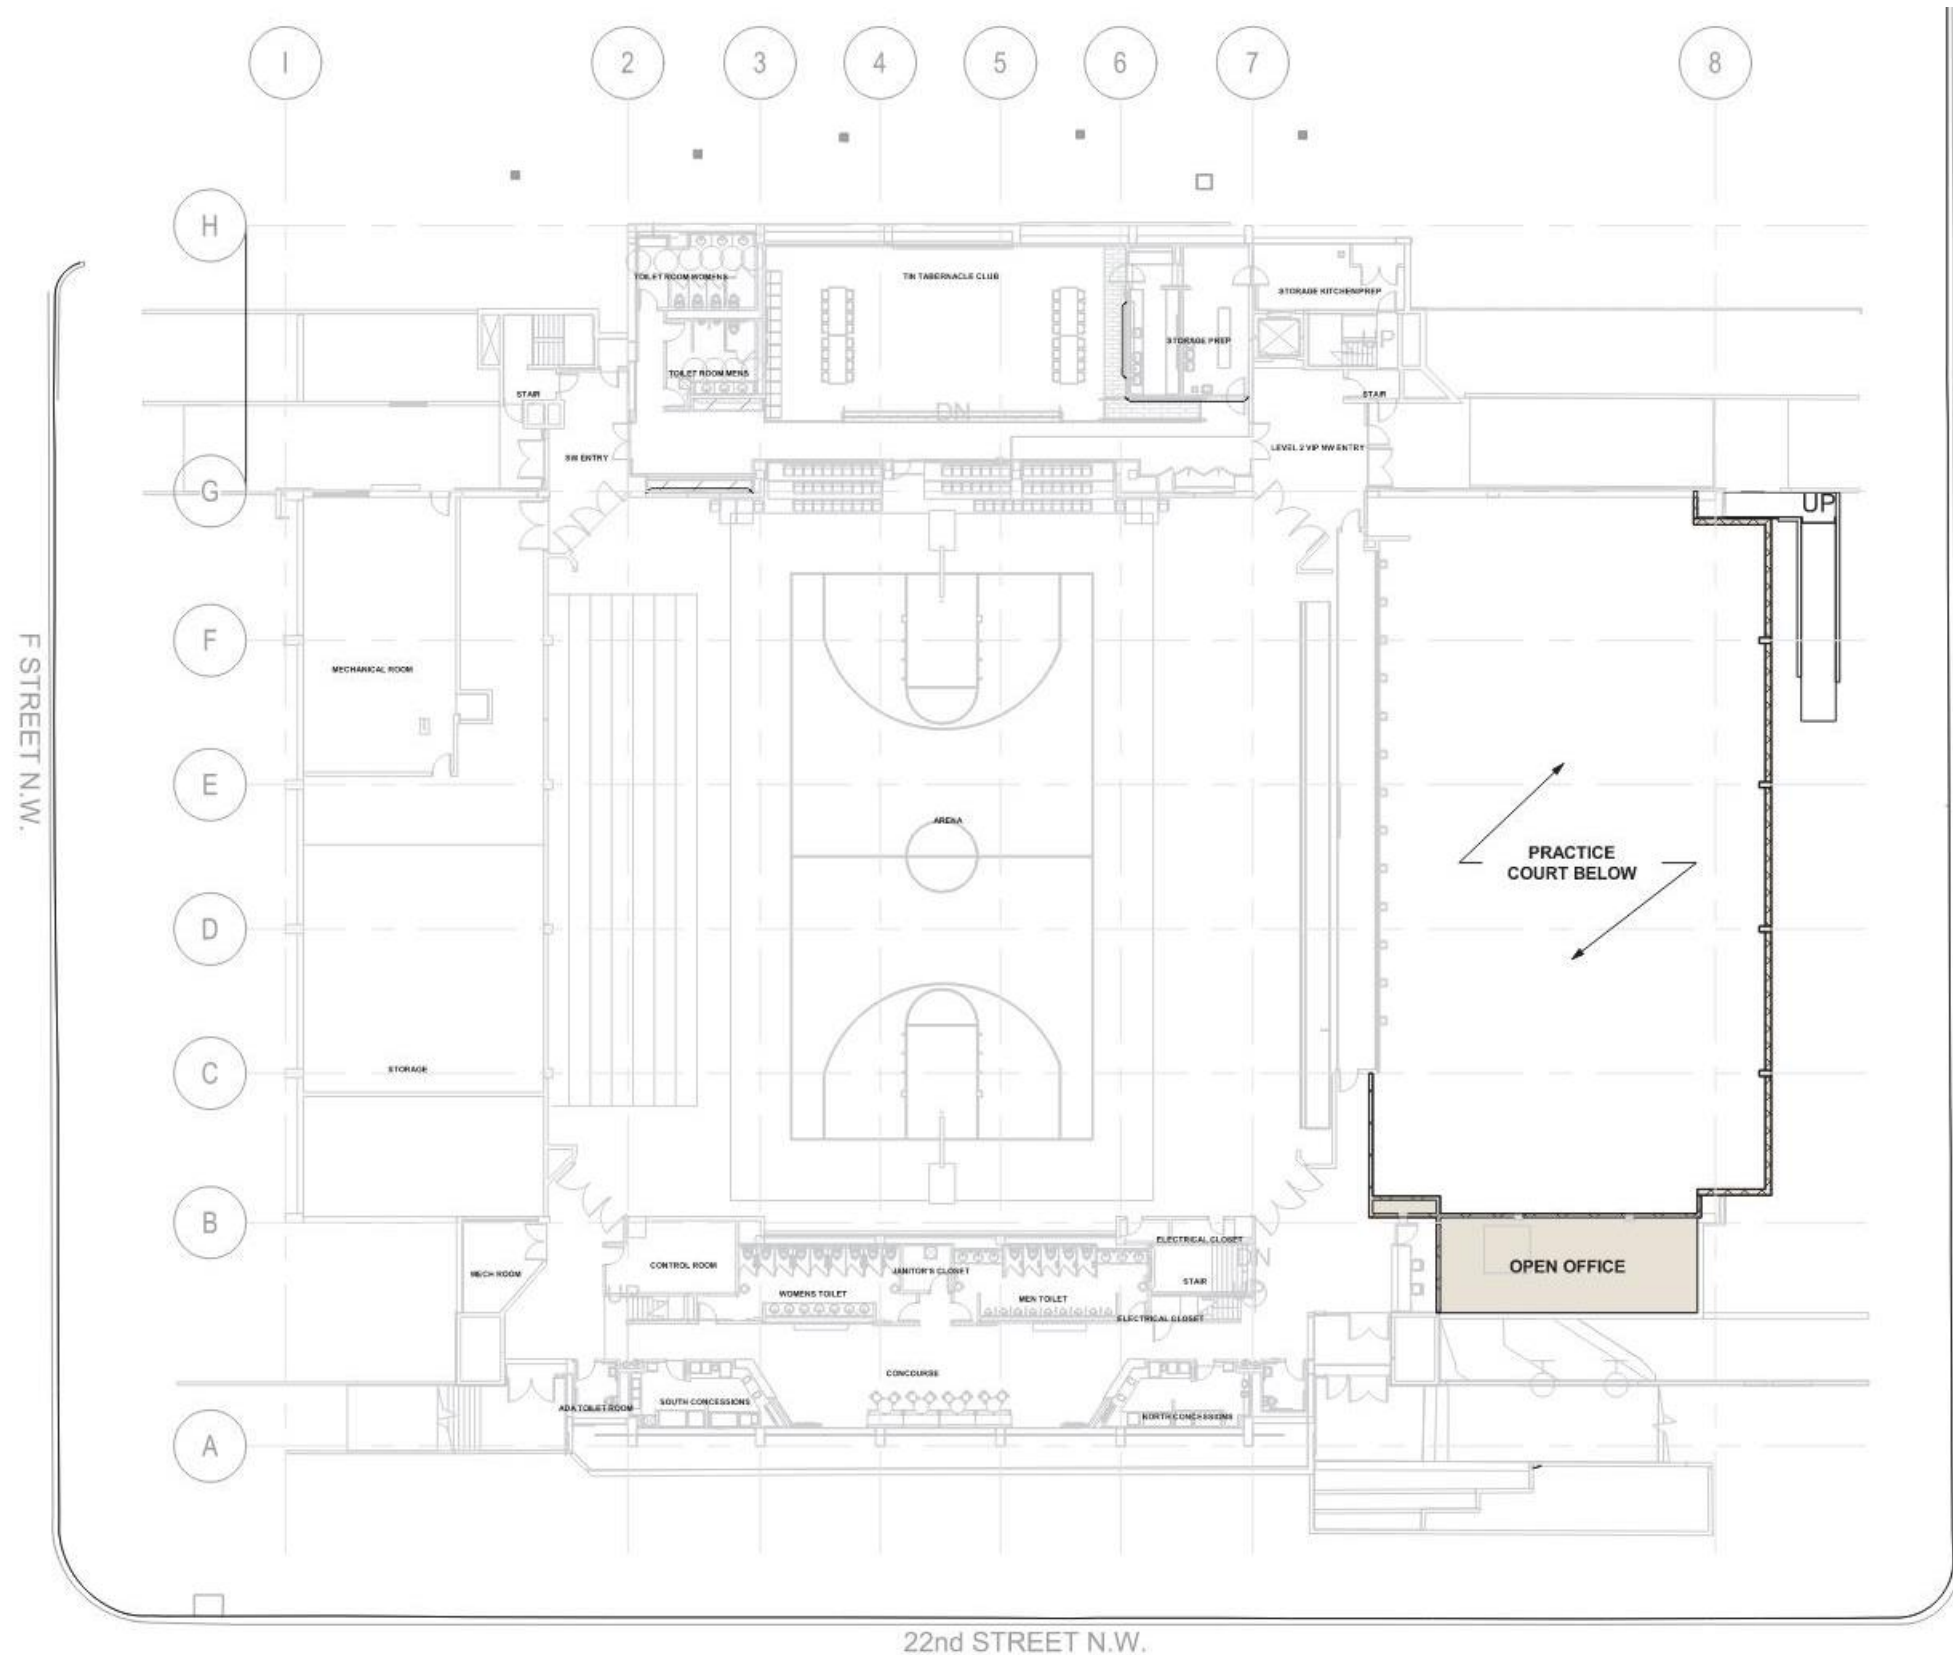 I 2 3 4 5 6 7 8
H
TOILET ROOM WOMENS
TIN TABERNACLE CLUB
STORAGE KITCHEN/PREP
STORAGE PREP
UP
TOILET ROOM MENS
STAIR
STAIR
DN
SW ENTRY
LEVEL 2 VIP NW ENTRY
G
UP
F
MECHANICAL ROOM
F STREET N.W.
E
ARENA
PRACTICE
COURT BELOW
D
C
STORAGE
B
ELECTRICAL CLOSET
DN
MECH ROOM
CONTROL ROOM
JANITOR'S CLOSET
OPEN OFFICE
STAIR
WOMENS TOILET
MEN TOILET
ELECTRICAL CLOSET
CONCOURSE
ADA TOILET ROOM
SOUTH CONCESSIONS
NORTH CONCESSIONS
A
22nd STREET N.W.